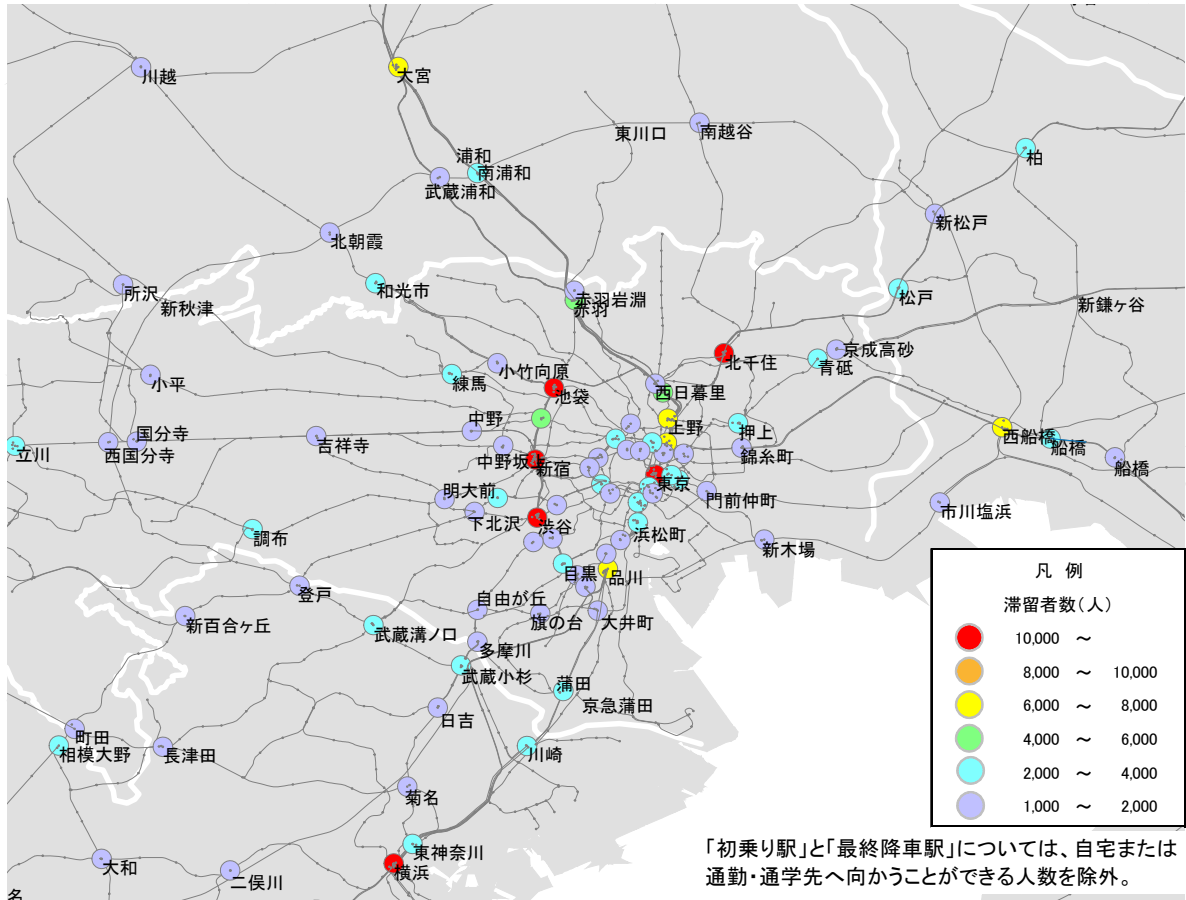 川越
大宮
東川口
南越谷
柏
浦和
南浦和
武蔵浦和
新松戸
北朝霞
所沢
新秋津
和光市
赤羽岩淵
赤羽
松戸
新鎌ヶ谷
北千住
京成高砂
青砥
小平
練馬
小竹向原
池袋
西日暮里
国分寺
西国分寺
立川
吉祥寺
中野
中野坂上
新宿
上野
押上
錦糸町
西船橋
船橋
船橋
東京
門前仲町
市川塩浜
明大前
下北沢
渋谷
浜松町
新木場
調布
登戸
目黒
品川
新百合ヶ丘
武蔵溝ノ口
自由が丘
旗の台
大井町
多摩川
武蔵小杉
蒲田
京急蒲田
日吉
町田
相模大野
長津田
川崎
菊名
東神奈川
横浜
大和
二俣川
名
凡 例
滞留者数(人)
10,000 ～
8,000 ～ 10,000
6,000 ～ 8,000
4,000 ～ 6,000
2,000 ～ 4,000
1,000 ～ 2,000
「初乗り駅」と「最終降車駅」については、自宅または
通勤・通学先へ向かうことができる人数を除外。